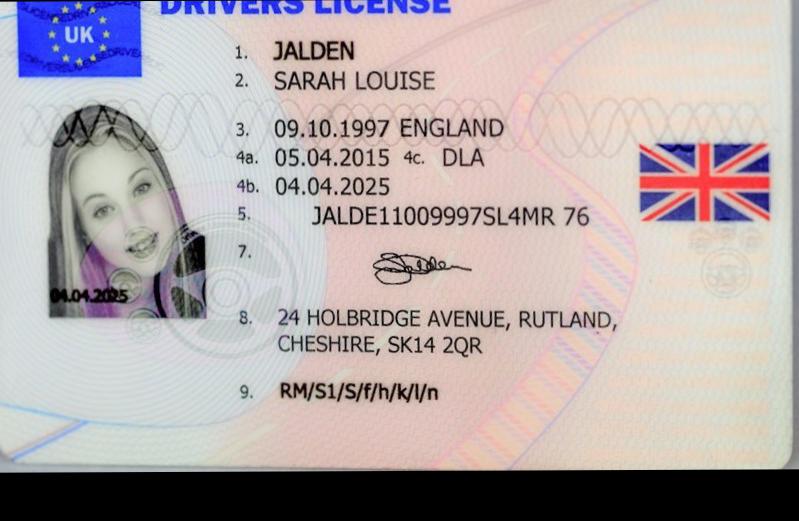 DRIVERS LICENSE
UK
1. JALDEN
2. SARAH LOUISE
3. 09.10.1997 ENGLAND
4a. 05.04.2015 4c. DLA
4b. 04.04.2025
5. JALDE11009997SL4MR 76
7. Jalden
04.04.2025
8. 24 HOLBRIDGE AVENUE, RUTLAND,
CHESHIRE, SK14 2QR
9. RM/S1/S/f/h/k/l/n